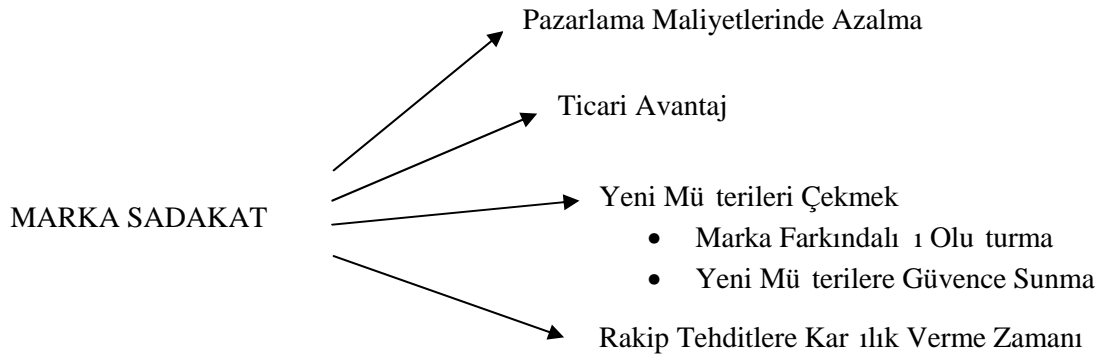 Pazarlama Maliyetlerinde Azalma
Ticari Avantaj
MARKA SADAKAT
Yeni Mü terileri Çekmek
• Marka Farkındalı ı Olu turma
• Yeni Mü terilere Güvence Sunma
Rakip Tehditlere Kar ılık Verme Zamanı